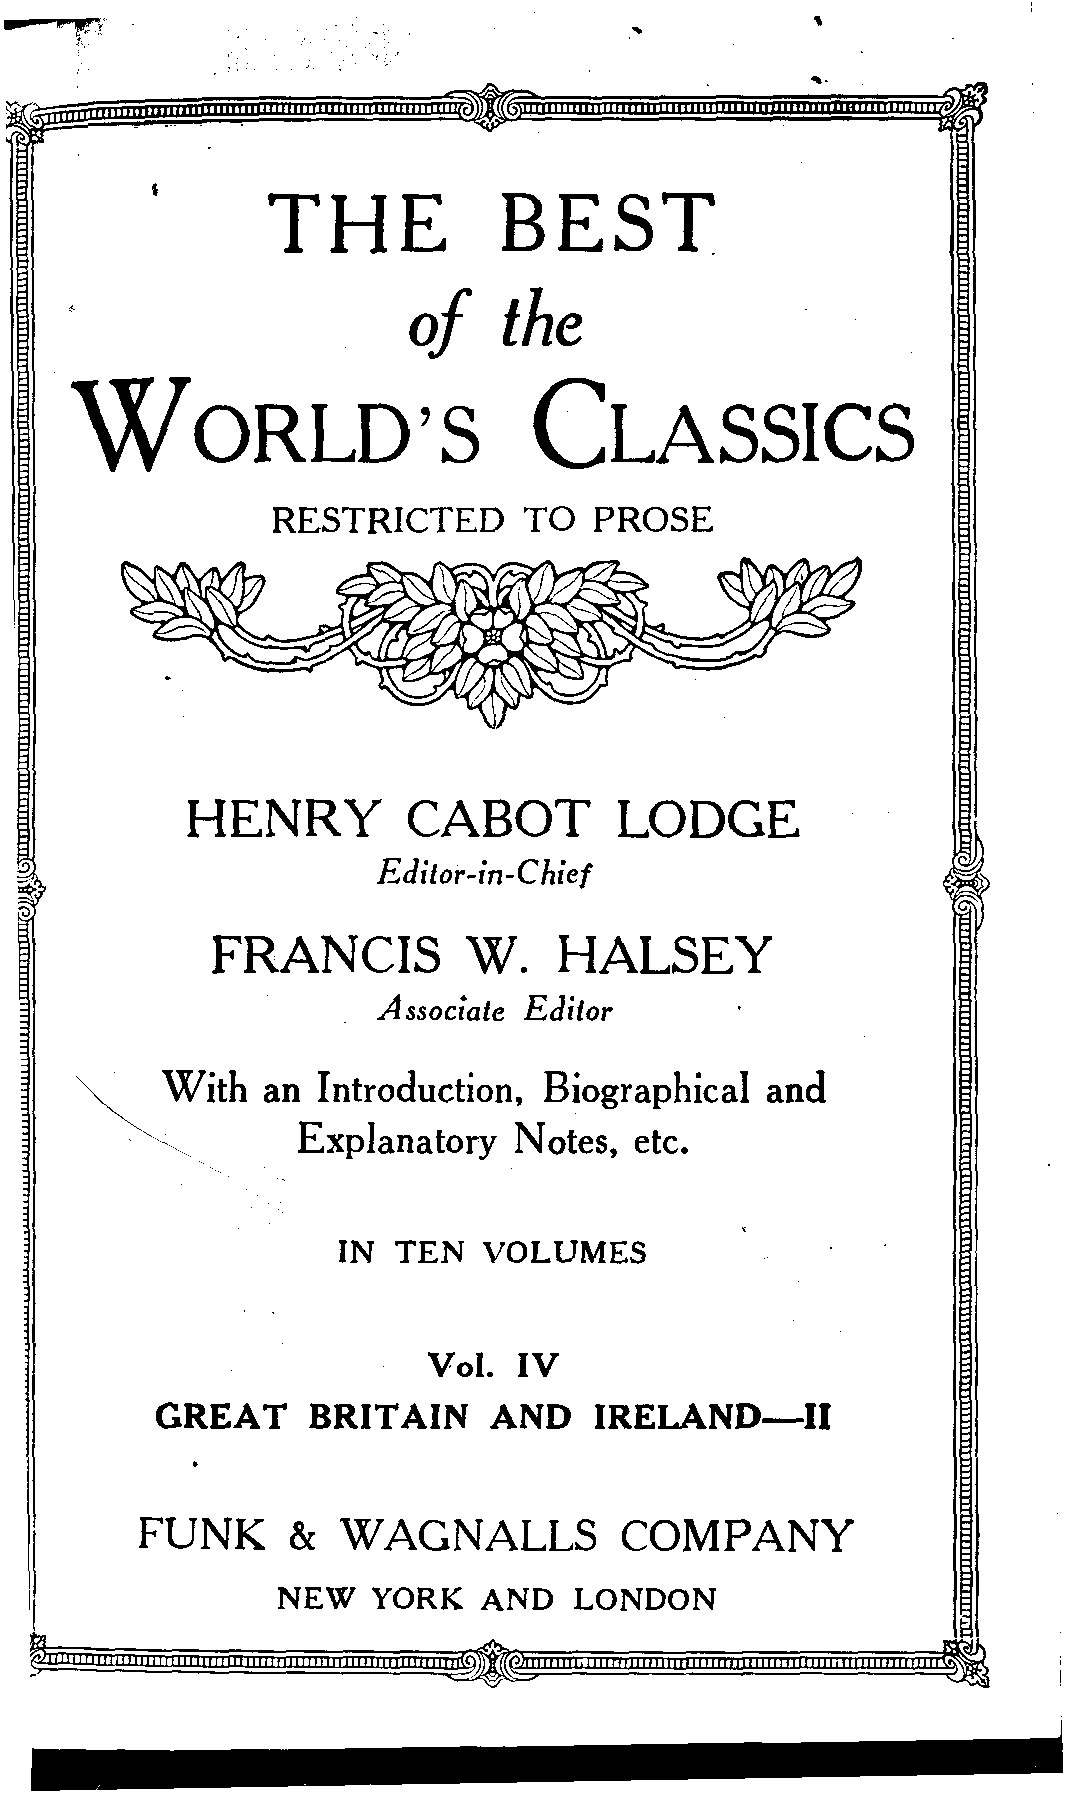 THE BEST
of the
WORLD'S CLASSICS
RESTRICTED TO PROSE
HENRY CABOT LODGE
Editor-in-Chief
FRANCIS W. HALSEY
Associate Editor
With an Introduction, Biographical and
Explanatory Notes, etc.
IN TEN VOLUMES
Vol. IV
GREAT BRITAIN AND IRELAND—II
FUNK & WAGNALLS COMPANY
NEW YORK AND LONDON